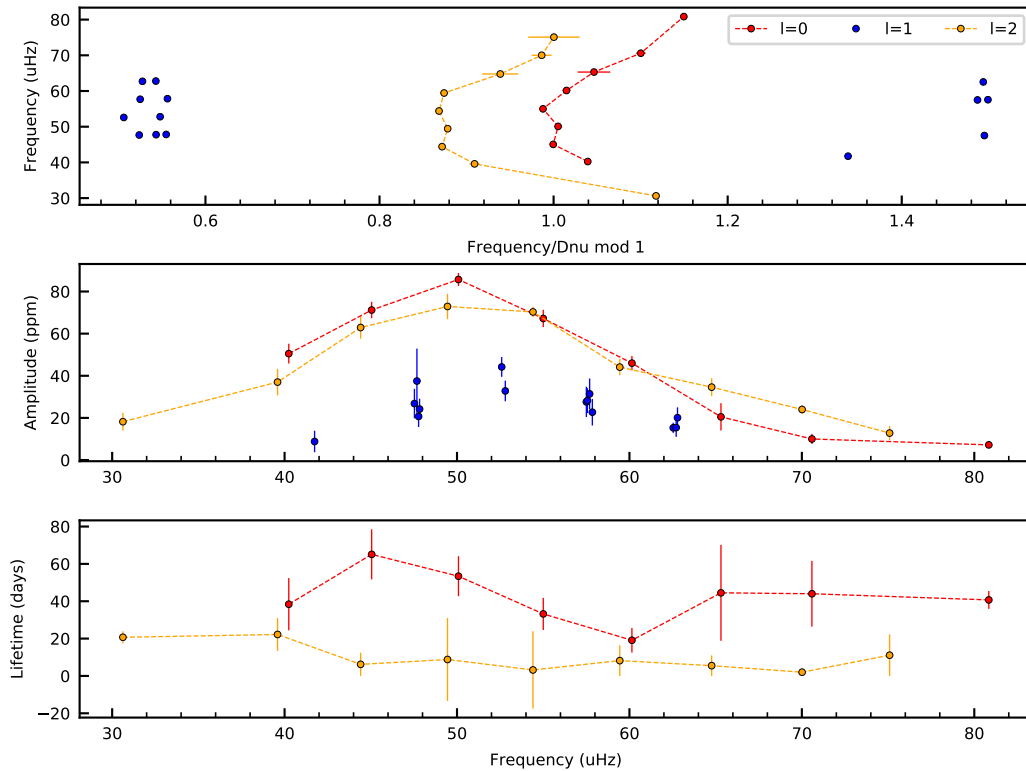 80
70
60
50
40
30
Frequency (uHz)
l=0 l=1 l=2
0.6 0.8 1.0 1.2 1.4
Frequency/Dnu mod 1
80
60
40
20
0
Amplitude (ppm)
30 40 50 60 70 80
80
60
40
20
0
−20
Lifetime (days)
30 40 50 60 70 80
Frequency (uHz)